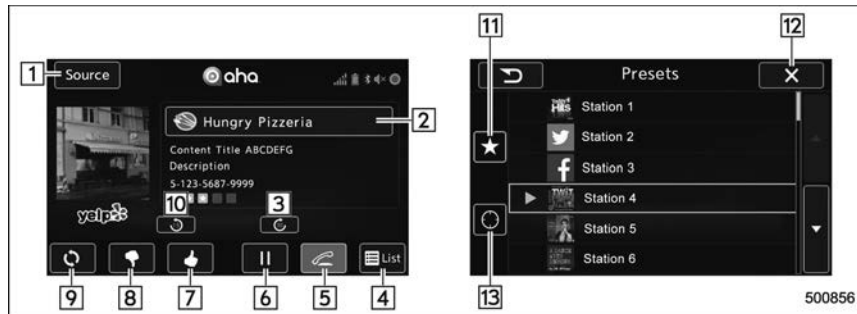 11
12
1
Source
aha
Hungry Pizzeria
2
Content Title ABCDEFG
Description
5-123-5687-9999
yelp
10
3
List
9
8
7
6
5
4
Presets
X
Station 1
Station 2
Station 3
Station 4
Station 5
Station 6
13
500856